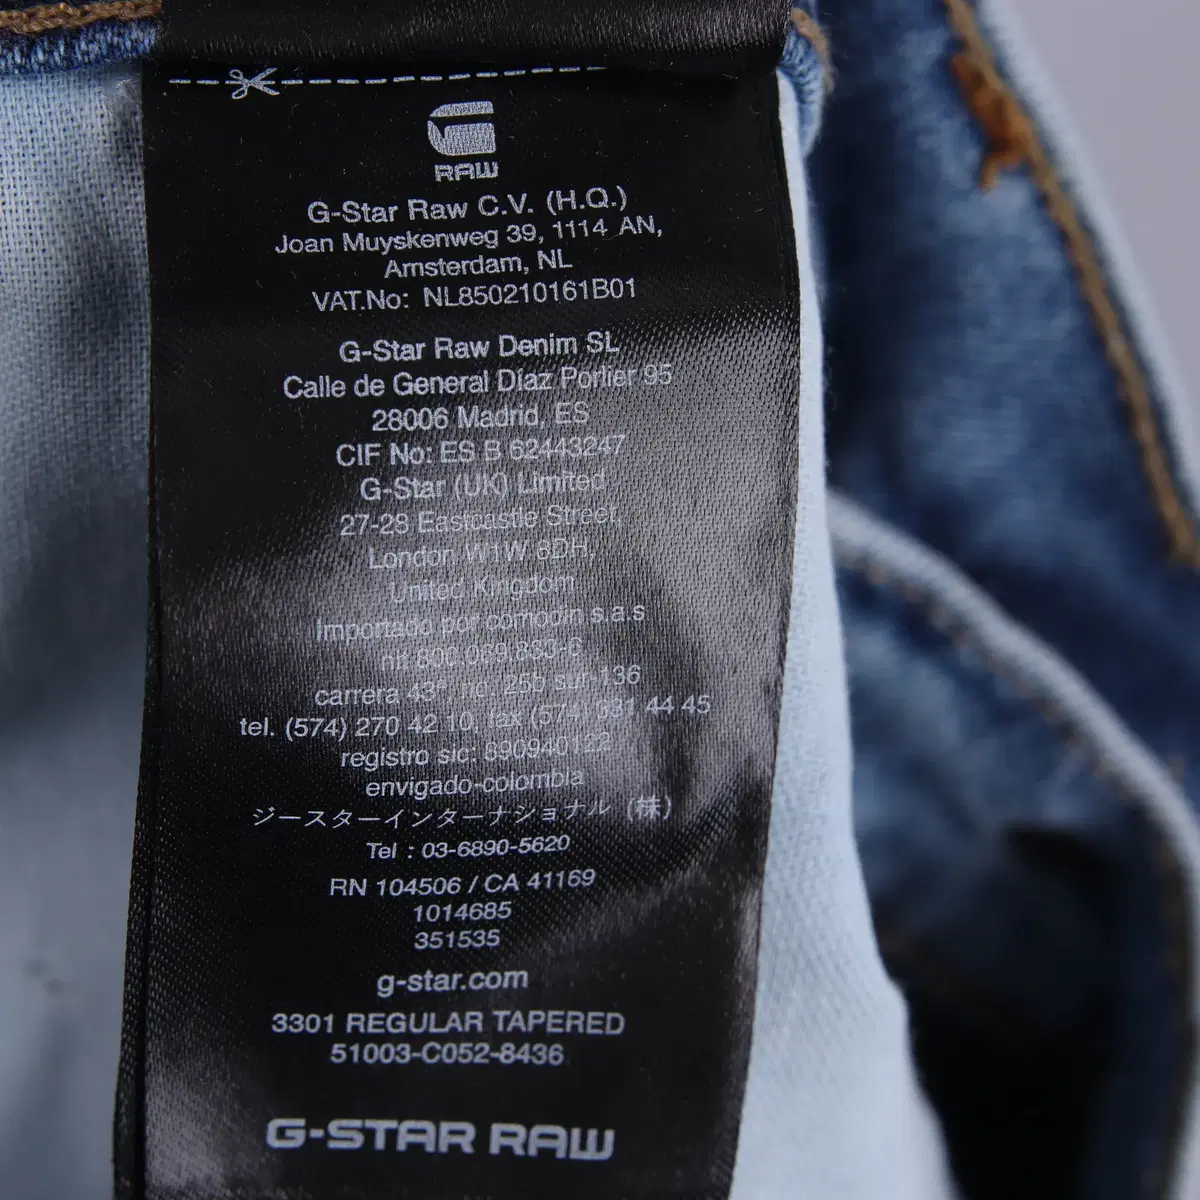 RAW
G-Star Raw C.V. (H.Q.)
Joan Muyskenweg 39, 1114 AN,
Amsterdam, NL
VAT.No: NL850210161B01
G-Star Raw Denim SL
Calle de General Díaz Porlier 95
28006 Madrid, ES
CIF No: ES B 62443247
G-Star (UK) Limited
27-28 Eastcastle Street,
London W1W 8DH,
United Kingdom
Importado por comodin s.a.s
nit
carrera 43ª no. 25b sur-136
tel. (574) 270 42 10, fax (574) 331 44 45
registro sic: 890940122
envigado-colombia
ジースターインターナショナル (株)
Tel : 03-6890-5620
RN 104506 / CA 41169
1014685
351535
g-star.com
3301 REGULAR TAPERED
51003-C052-8436
G-STAR RAW